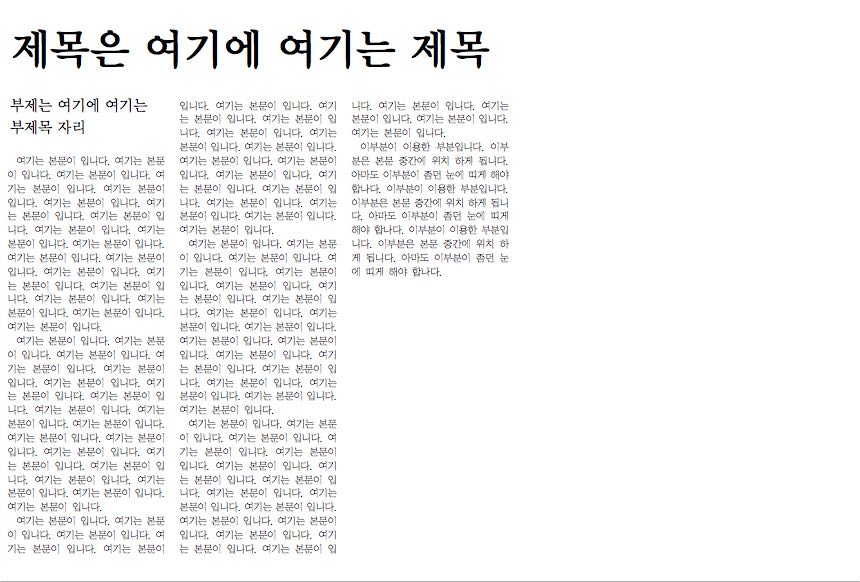 제목은 여기에 여기는 제목
부제는 여기에 여기는
부제목 자리
여기는 본문이 입니다. 여기는 본문
이 입니다. 여기는 본문이 입니다. 여
기는 본문이 입니다. 여기는 본문이
입니다. 여기는 본문이 입니다. 여기
는 본문이 입니다. 여기는 본문이 입
니다. 여기는 본문이 입니다. 여기는
본문이 입니다. 여기는 본문이 입니다.
여기는 본문이 입니다. 여기는 본문이
입니다. 여기는 본문이 입니다. 여기
는 본문이 입니다. 여기는 본문이 입
니다. 여기는 본문이 입니다. 여기는
본문이 입니다. 여기는 본문이 입니다.
여기는 본문이 입니다.
여기는 본문이 입니다. 여기는 본문
이 입니다. 여기는 본문이 입니다. 여
기는 본문이 입니다. 여기는 본문이
입니다. 여기는 본문이 입니다. 여기
는 본문이 입니다. 여기는 본문이 입
니다. 여기는 본문이 입니다. 여기는
본문이 입니다. 여기는 본문이 입니다.
여기는 본문이 입니다. 여기는 본문이
입니다. 여기는 본문이 입니다. 여기
는 본문이 입니다. 여기는 본문이 입
니다. 여기는 본문이 입니다. 여기는
본문이 입니다. 여기는 본문이 입니다.
여기는 본문이 입니다.
여기는 본문이 입니다. 여기는 본문
이 입니다. 여기는 본문이 입니다. 여
기는 본문이 입니다. 여기는 본문이
입니다. 여기는 본문이 입니다. 여기
는 본문이 입니다. 여기는 본문이 입
니다. 여기는 본문이 입니다. 여기는
본문이 입니다. 여기는 본문이 입니다.
여기는 본문이 입니다. 여기는 본문이
입니다. 여기는 본문이 입니다. 여기
는 본문이 입니다. 여기는 본문이 입
니다. 여기는 본문이 입니다. 여기는
본문이 입니다. 여기는 본문이 입니다.
여기는 본문이 입니다.
여기는 본문이 입니다. 여기는 본문
이 입니다. 여기는 본문이 입니다. 여
기는 본문이 입니다. 여기는 본문이
입니다. 여기는 본문이 입니다. 여기
는 본문이 입니다. 여기는 본문이 입
니다. 여기는 본문이 입니다. 여기는
본문이 입니다. 여기는 본문이 입니다.
여기는 본문이 입니다. 여기는 본문이
입니다. 여기는 본문이 입니다. 여기
는 본문이 입니다. 여기는 본문이 입
니다. 여기는 본문이 입니다. 여기는
본문이 입니다. 여기는 본문이 입니다.
여기는 본문이 입니다.
여기는 본문이 입니다. 여기는 본문
이 입니다. 여기는 본문이 입니다. 여
기는 본문이 입니다. 여기는 본문이
입니다. 여기는 본문이 입니다. 여기
는 본문이 입니다. 여기는 본문이 입
니다. 여기는 본문이 입니다. 여기는
본문이 입니다. 여기는 본문이 입니다.
여기는 본문이 입니다. 여기는 본문이
입니다. 여기는 본문이 입니다. 여기
는 본문이 입니다. 여기는 본문이 입
니다. 여기는 본문이 입니다. 여기는
본문이 입니다. 여기는 본문이 입니다.
여기는 본문이 입니다.
이부분이 이용한 부분입니다. 이부
분은 본문 중간에 위치 하게 됩니다.
아마도 이부분이 좀던 눈에 띠게 해야
합나다. 이부분이 이용한 부분입니다.
이부분은 본문 중간에 위치 하게 됩니
다. 아마도 이부분이 좀던 눈에 띠게
해야 합나다. 이부분이 이용한 부분입
니다. 이부분은 본문 중간에 위치 하
게 됩니다. 아마도 이부분이 좀던 눈
에 띠게 해야 합나다.